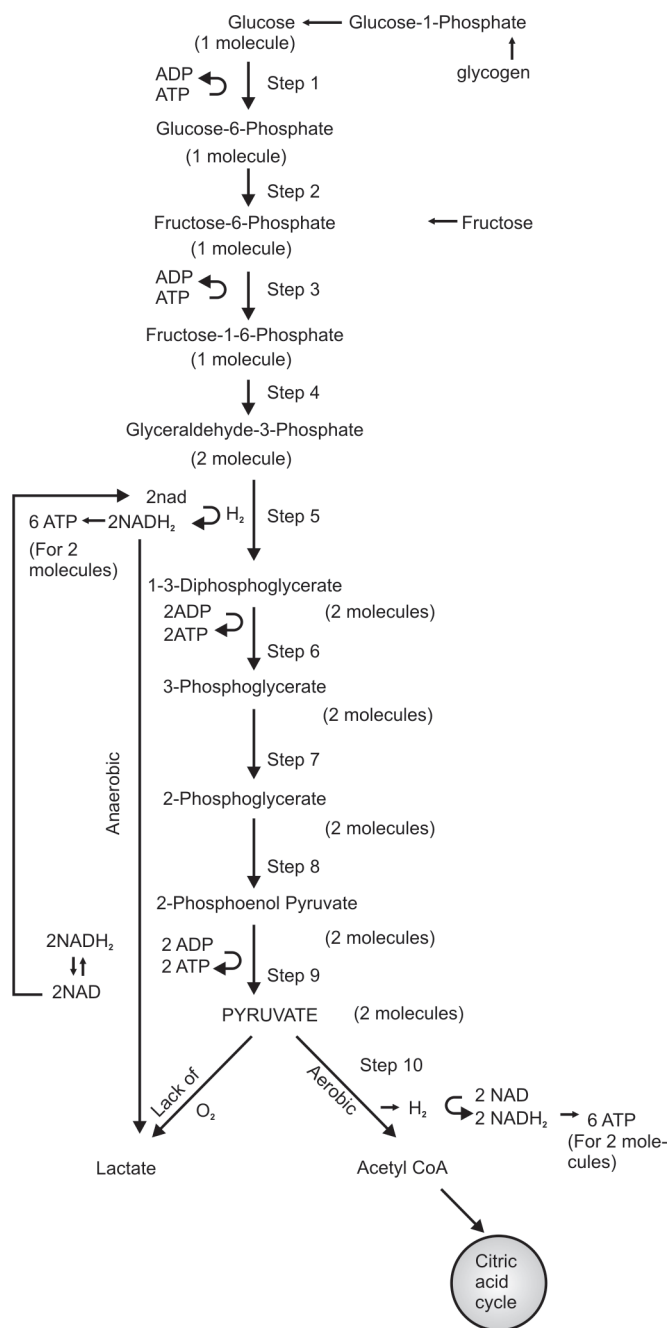 Glucose
Glucose-1-Phosphate
(1 molecule)
glycogen
ADP
ATP
Step 1
Glucose-6-Phosphate
(1 molecule)
Step 2
Fructose-6-Phosphate
Fructose
(1 molecule)
ADP
ATP
Step 3
Fructose-1-6-Phosphate
(1 molecule)
Step 4
Glyceraldehyde-3-Phosphate
(2 molecule)
2nad
6 ATP
2NADH₂
H₂
Step 5
(For 2
molecules)
1-3-Diphosphoglycerate
(2 molecules)
2ADP
2ATP
Step 6
3-Phosphoglycerate
(2 molecules)
Step 7
Anaerobic
2-Phosphoglycerate
(2 molecules)
Step 8
2-Phosphoenol Pyruvate
(2 molecules)
2NADH₂
2NAD
2 ADP
2 ATP
Step 9
PYRUVATE
(2 molecules)
Lack of
O₂
Aerobic
Step 10
H₂
2 NAD
2 NADH₂
6 ATP
(For 2 mole-
cules)
Lactate
Acetyl CoA
Citric
acid
cycle